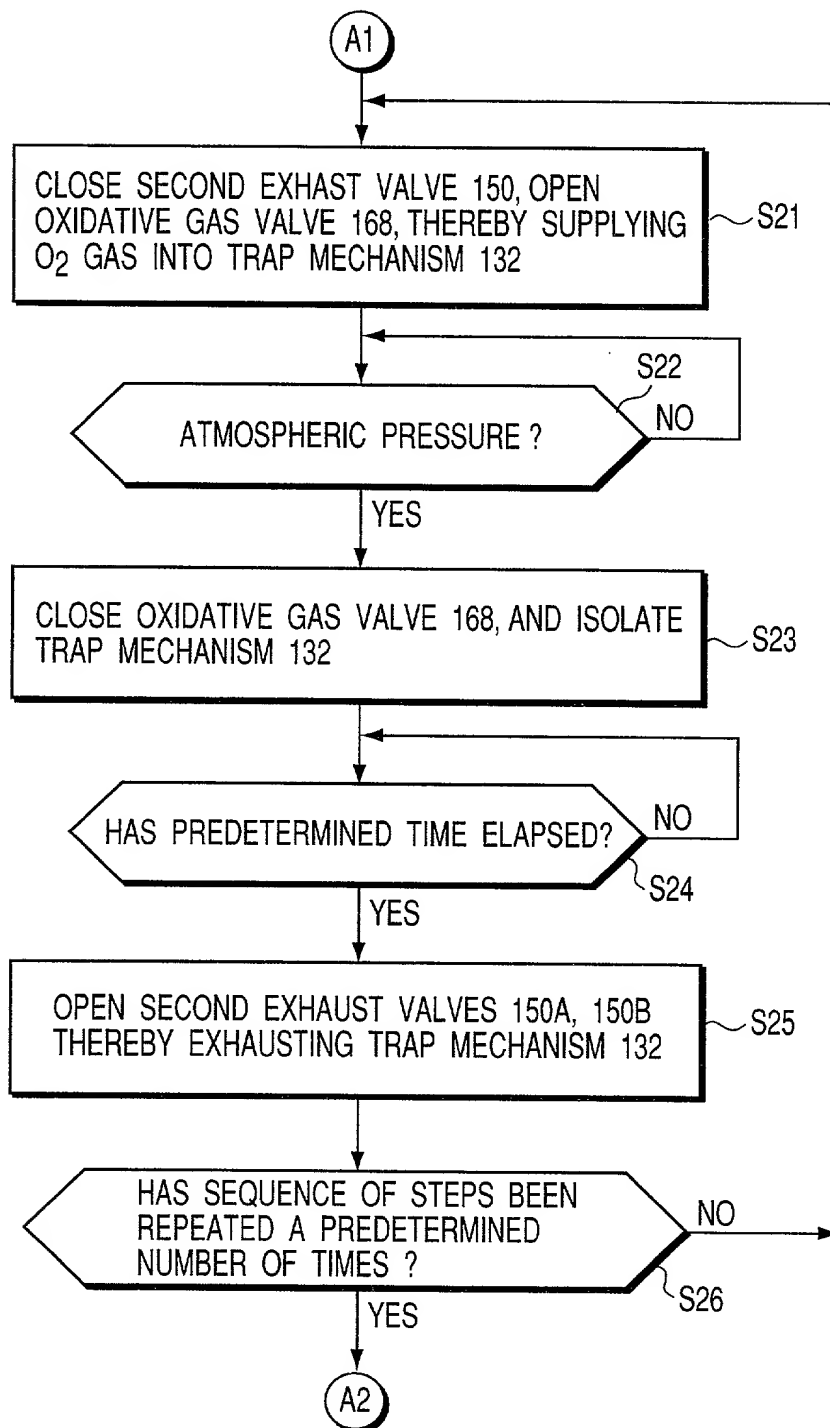 A1
CLOSE SECOND EXHAST VALVE 150, OPEN
OXIDATIVE GAS VALVE 168, THEREBY SUPPLYING
O2 GAS INTO TRAP MECHANISM 132
S21
S22
ATMOSPHERIC PRESSURE ?
NO
YES
CLOSE OXIDATIVE GAS VALVE 168, AND ISOLATE
TRAP MECHANISM 132
S23
HAS PREDETERMINED TIME ELAPSED?
NO
S24
YES
OPEN SECOND EXHAUST VALVES 150A, 150B
THEREBY EXHAUSTING TRAP MECHANISM 132
S25
HAS SEQUENCE OF STEPS BEEN
REPEATED A PREDETERMINED
NUMBER OF TIMES ?
NO
S26
YES
A2